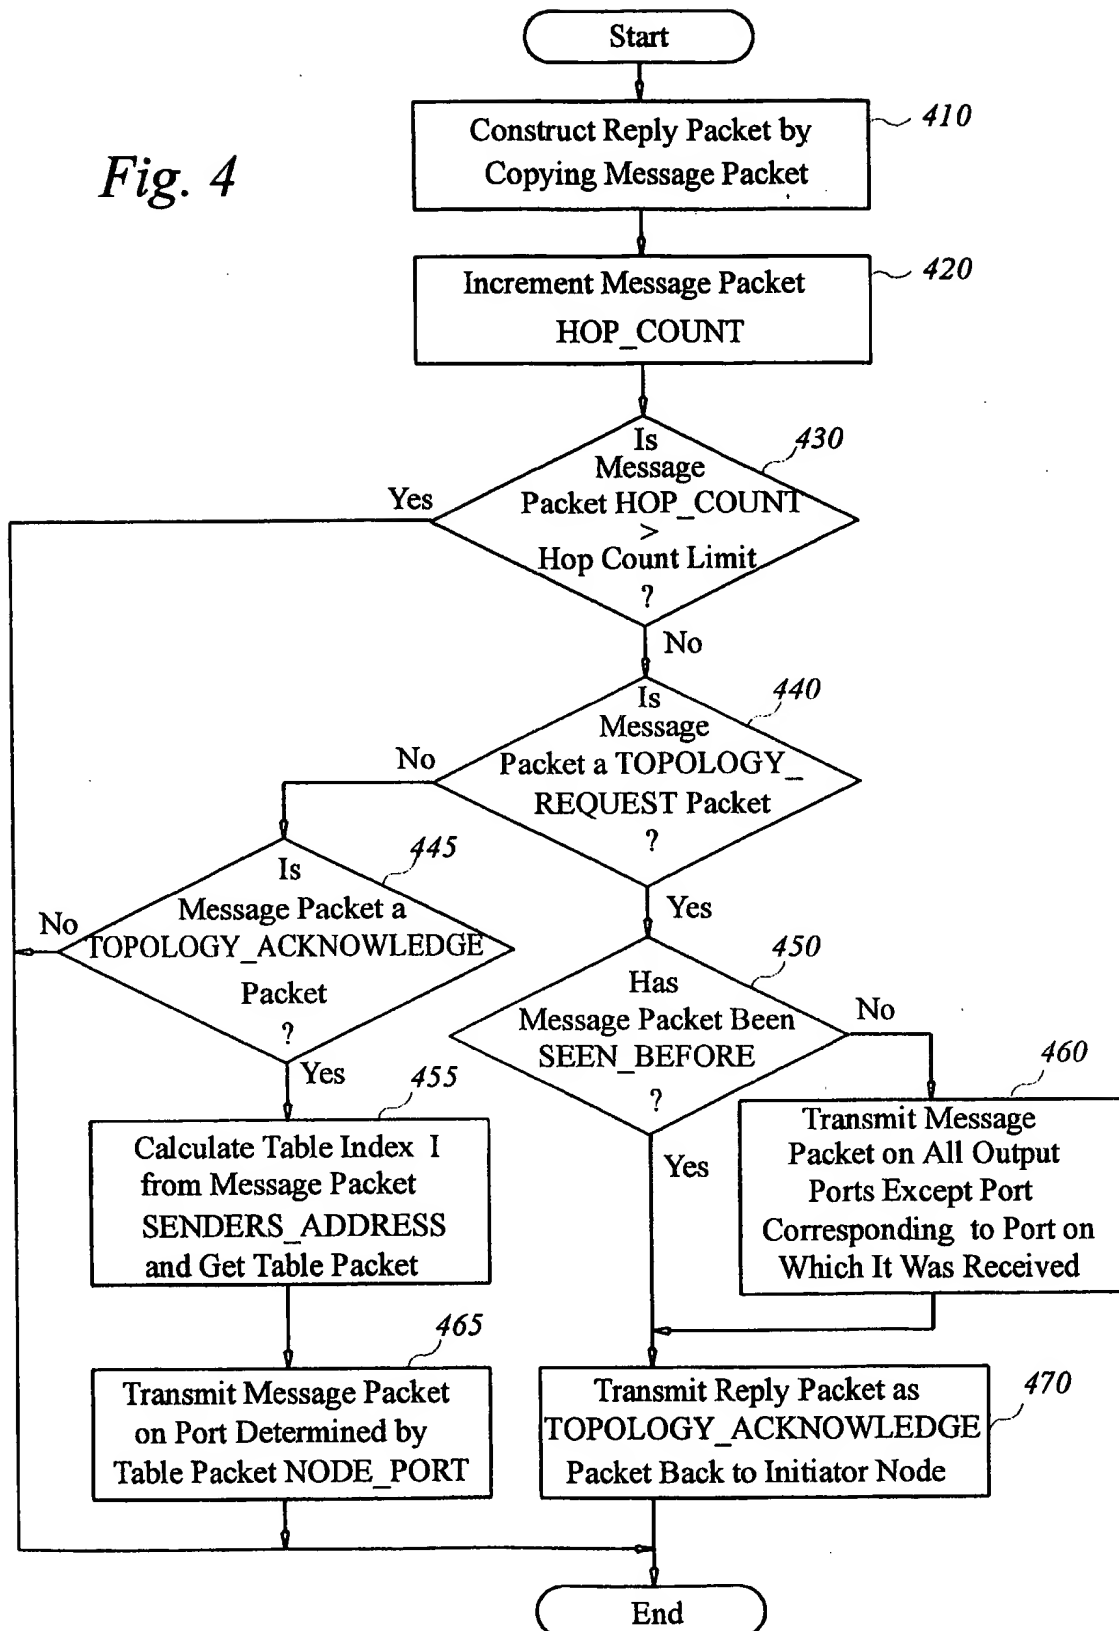 Start
Construct Reply Packet by
Copying Message Packet
410
Fig. 4
Increment Message Packet
HOP_COUNT
420
Is
Message
Packet HOP_COUNT
>
Hop Count Limit
?
430
Yes
No
Is
Message
Packet a TOPOLOGY_
REQUEST Packet
?
440
No
Yes
Is
Message Packet a
TOPOLOGY_ACKNOWLEDGE
Packet
?
445
No
Yes
Has
Message Packet Been
SEEN_BEFORE
?
450
No
Yes
Calculate Table Index I
from Message Packet
SENDERS_ADDRESS
and Get Table Packet
455
Transmit Message
Packet on All Output
Ports Except Port
Corresponding to Port on
Which It Was Received
460
Transmit Message Packet
on Port Determined by
Table Packet NODE_PORT
465
Transmit Reply Packet as
TOPOLOGY_ACKNOWLEDGE
Packet Back to Initiator Node
470
End